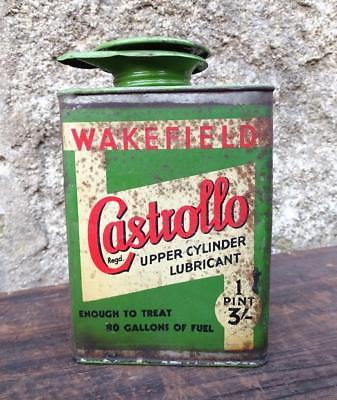 WAKEFIELD
Castrollo
Regd. UPPER CYLINDER
LUBRICANT
1
PINT
3/-
ENOUGH TO TREAT
80 GALLONS OF FUEL